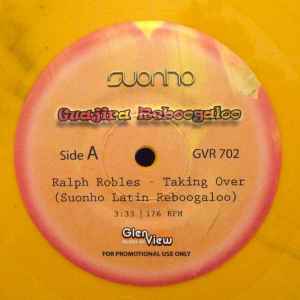 suonho
Guajira Reboogaloo
Side A GVR 702
Ralph Robles - Taking Over
(Suonho Latin Reboogaloo)
3:33 | 176 BPM
Glen
View
FOR PROMOTIONAL USE ONLY